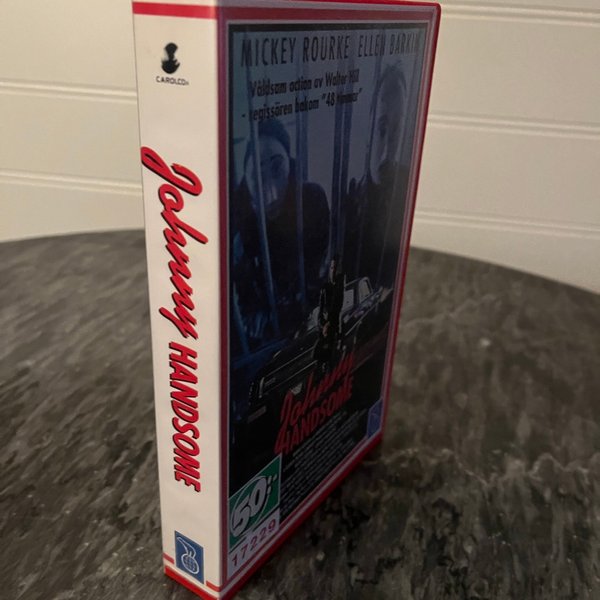 CAROLCO
Johnny HANDSOME
MICKEY ROURKE ELLEN BARKIN
Våldsam action av Walter Hill
- regissören bakom "48 timmar"
Johnny
HANDSOME
50:-
17229